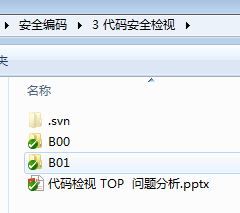 安全编码 ▸ 3 代码安全检视 ▸
夹
名称
.svn
B00
B01
代码检视 TOP 问题分析.pptx